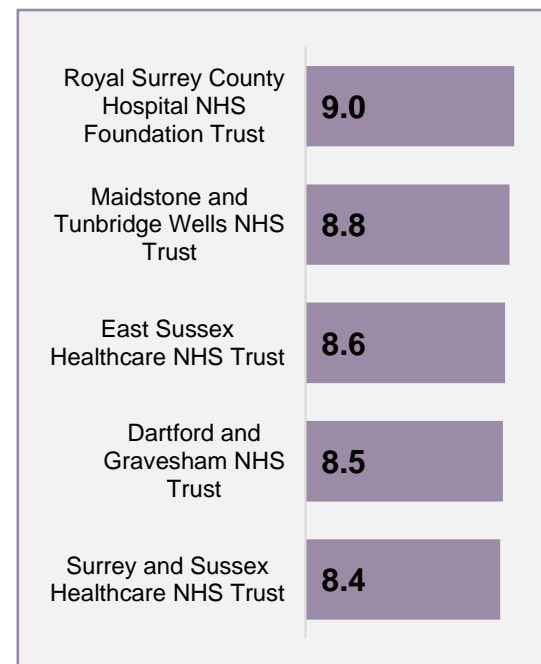 Royal Surrey County
Hospital NHS
Foundation Trust
9.0
Maidstone and
Tunbridge Wells NHS
Trust
8.8
East Sussex
Healthcare NHS Trust
8.6
Dartford and
Gravesham NHS
Trust
8.5
Surrey and Sussex
Healthcare NHS Trust
8.4